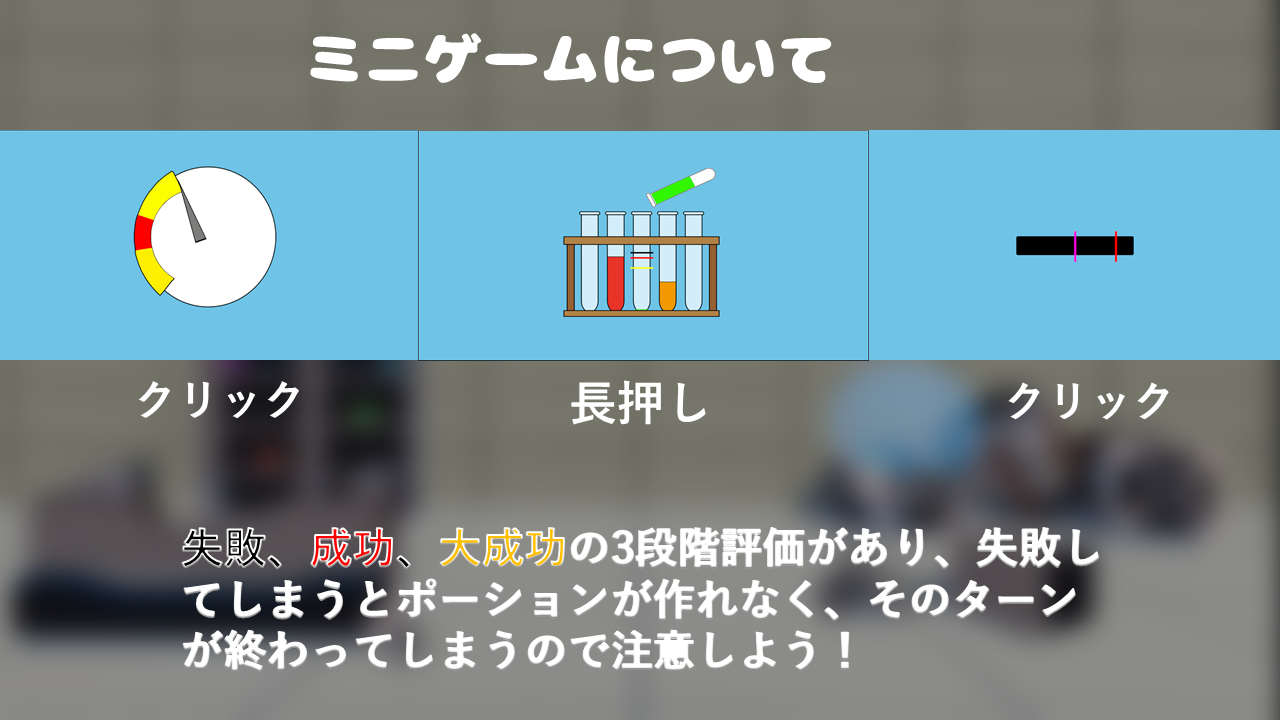 ミニゲームについて
クリック
長押し
クリック
失敗、成功、大成功の3段階評価があり、失敗し
てしまうとポーションが作れなく、そのターン
が終わってしまうので注意しよう！